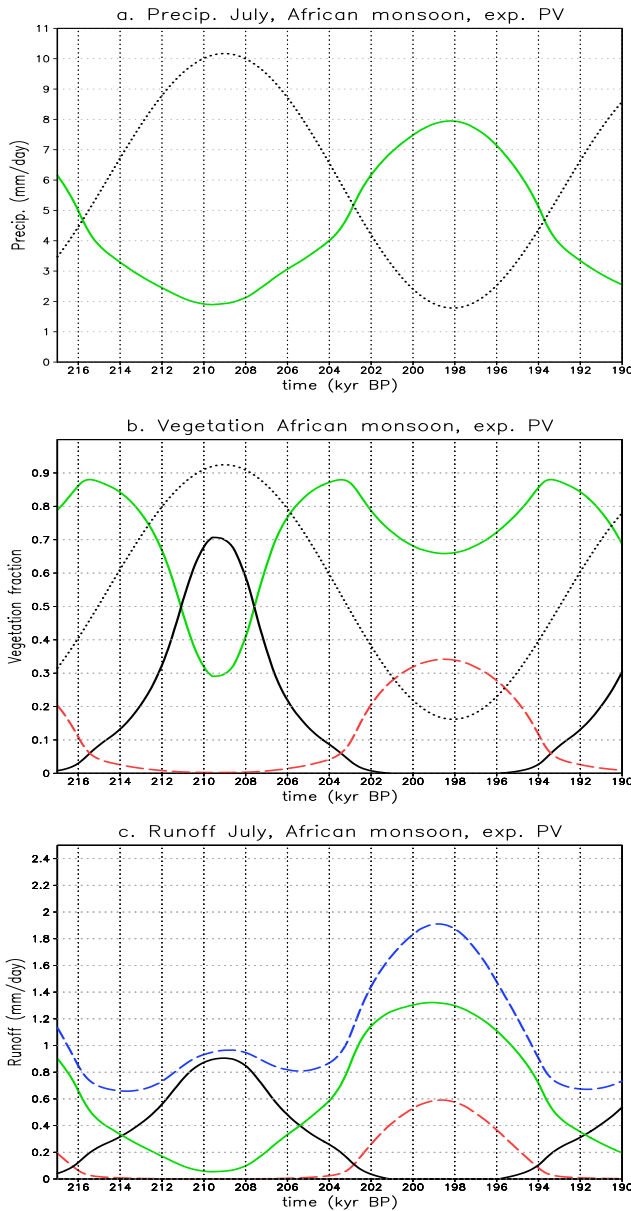 a. Precip. July, African monsoon, exp. PV
11
10
9
8
7
6
5
4
3
2
1
0
Precip. (mm/day)
216 214 212 210 208 206 204 202 200 198 196 194 192 190
time (kyr BP)
b. Vegetation African monsoon, exp. PV
0.9
0.8
0.7
0.6
0.5
0.4
0.3
0.2
0.1
0
Vegetation fraction
216 214 212 210 208 206 204 202 200 198 196 194 192 190
time (kyr BP)
c. Runoff July, African monsoon, exp. PV
2.4
2.2
2
1.8
1.6
1.4
1.2
1
0.8
0.6
0.4
0.2
0
Runoff (mm/day)
216 214 212 210 208 206 204 202 200 198 196 194 192 190
time (kyr BP)